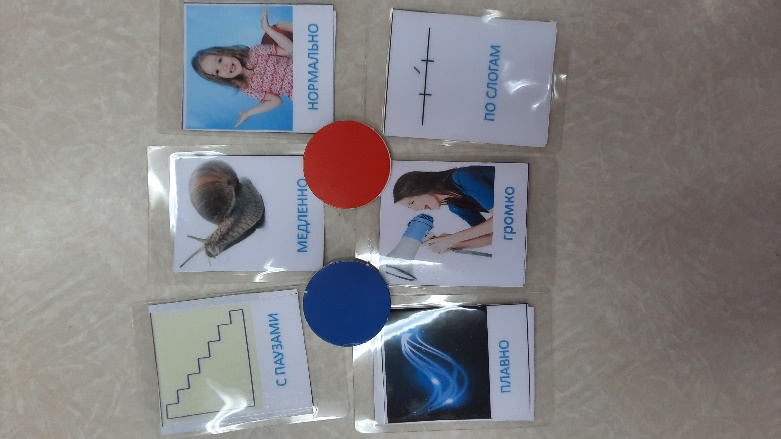 С ПАУЗАМИ
МЕДЛЕННО
НОРМАЛЬНО
ПЛАВНО
громко
ПО СЛОГАМ